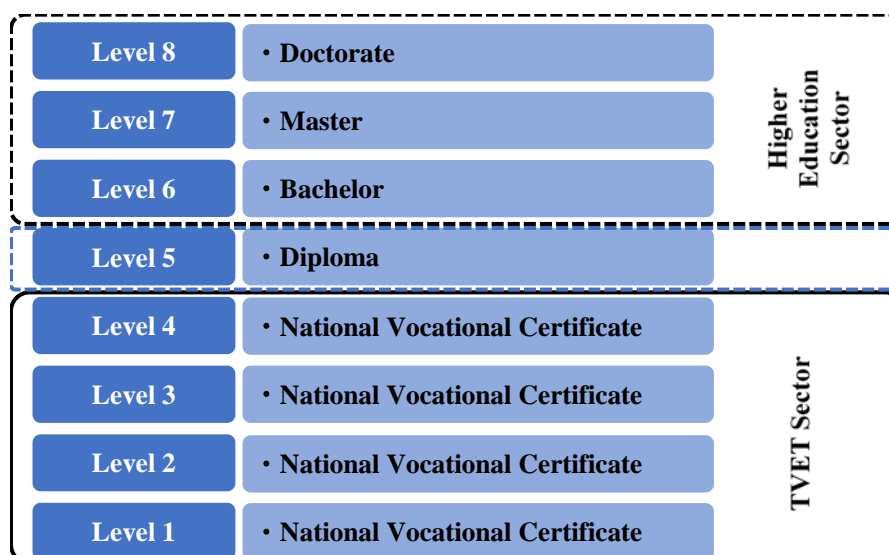 Level 8
· Doctorate
Level 7
· Master
Level 6
· Bachelor
Higher
Education
Sector
Level 5
· Diploma
Level 4
· National Vocational Certificate
Level 3
· National Vocational Certificate
Level 2
· National Vocational Certificate
Level 1
· National Vocational Certificate
TVET Sector